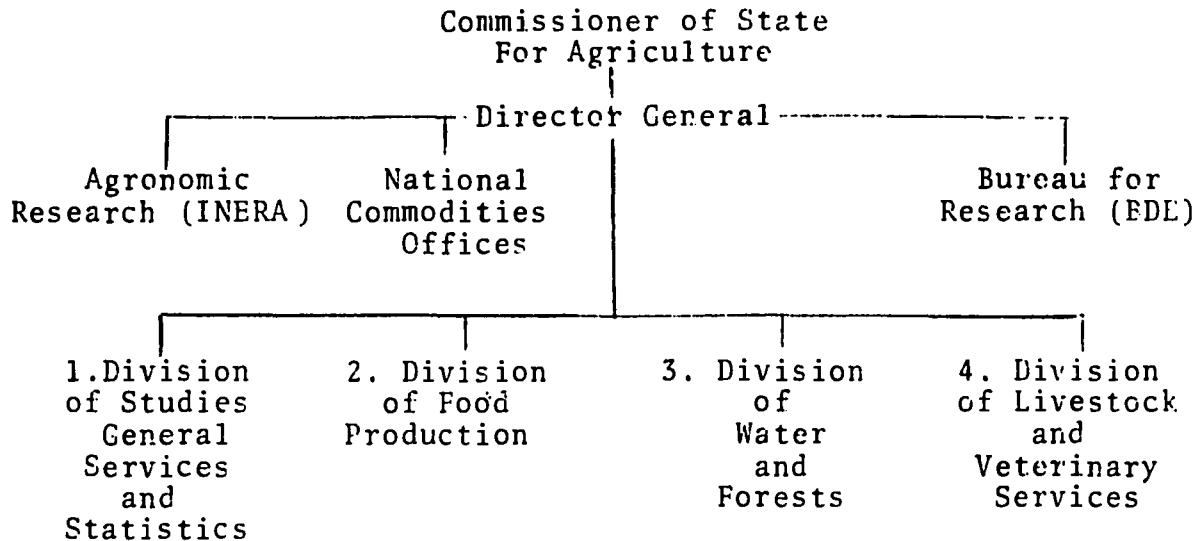 Commissioner of State
For Agriculture
Director General
Agronomic
Research (INERA)
National
Commodities
Offices
Bureau for
Research (BDE)
1.Division
of Studies
General
Services
and
Statistics
2. Division
of Food
Production
3. Division
of
Water
and
Forests
4. Division
of Livestock
and
Veterinary
Services